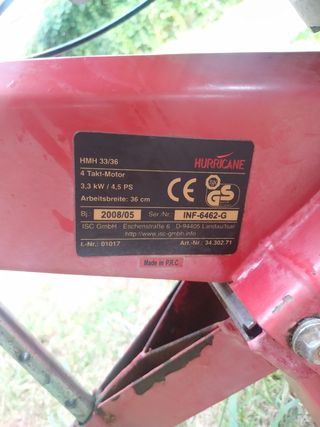 HURRICANE
HMH 33/36
4 Takt-Motor
3,3 kW / 4,5 PS
Arbeitsbreite: 36 cm
CE GS
Bj.: 2008/05 Ser.Nr.: INF-6462-G
ISC GmbH · Eschenstraße 6 · D-94405 Landau/Isar
http://www.isc-gmbh.info
I.-Nr.: 01017 Art.-Nr.: 34.302.71
Made in P.R.C.